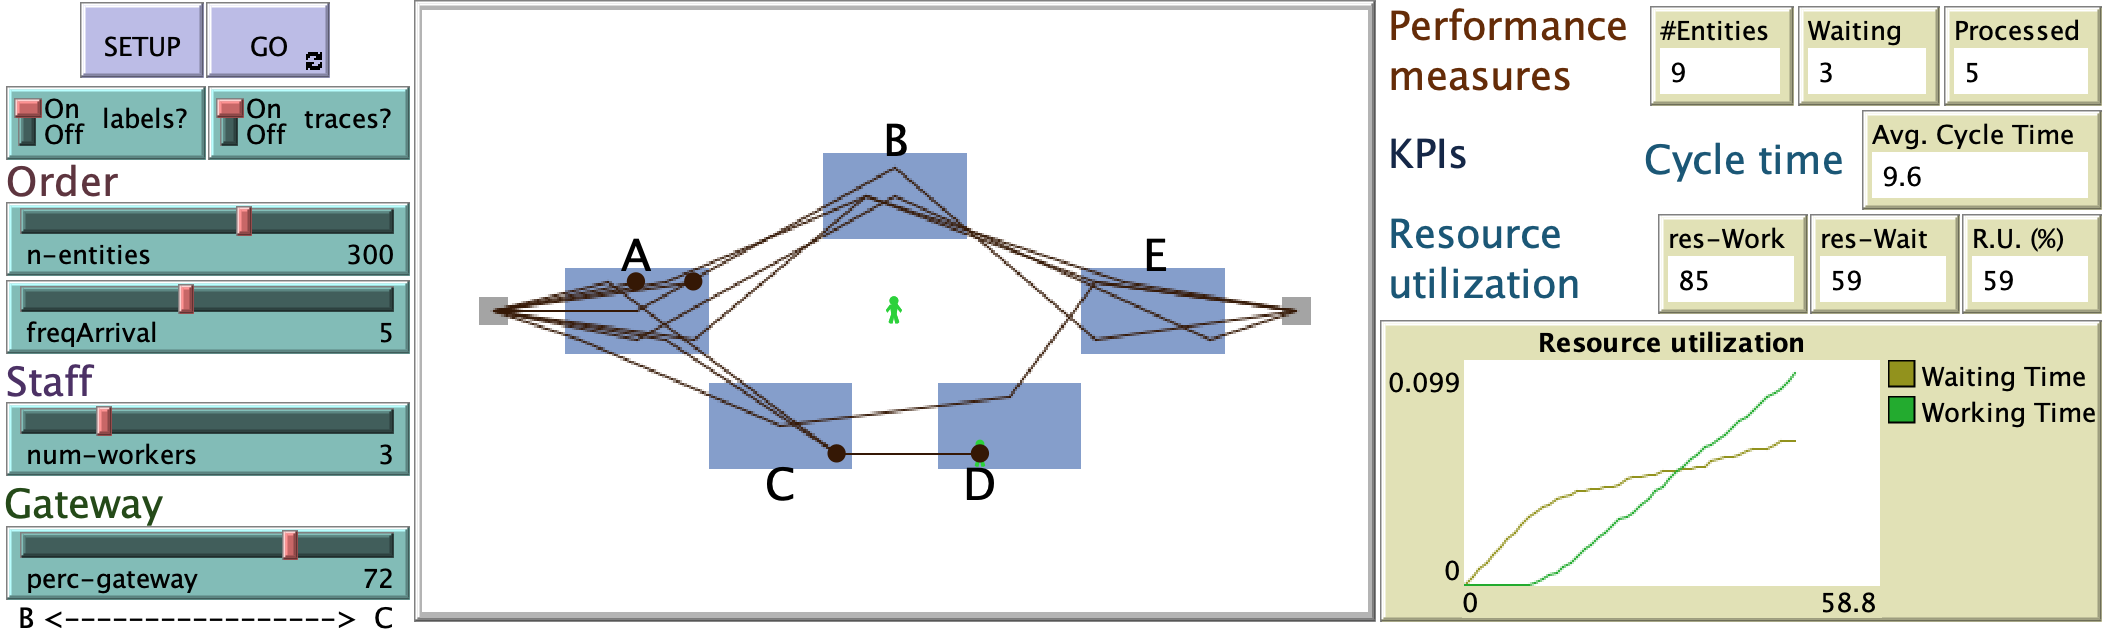 SETUP GO
On
Off labels?
On
Off traces?
Order
n-entities 300
freqArrival 5
Staff
num-workers 3
Gateway
perc-gateway 72
B <-----------------> C
B
A
E
C
D
Performance
measures
#Entities
9
Waiting
3
Processed
5
KPIs
Cycle time
Avg. Cycle Time
9.6
Resource
utilization
res-Work
85
res-Wait
59
R.U. (%)
59
Resource utilization
0.099
0
0 58.8
Waiting Time
Working Time